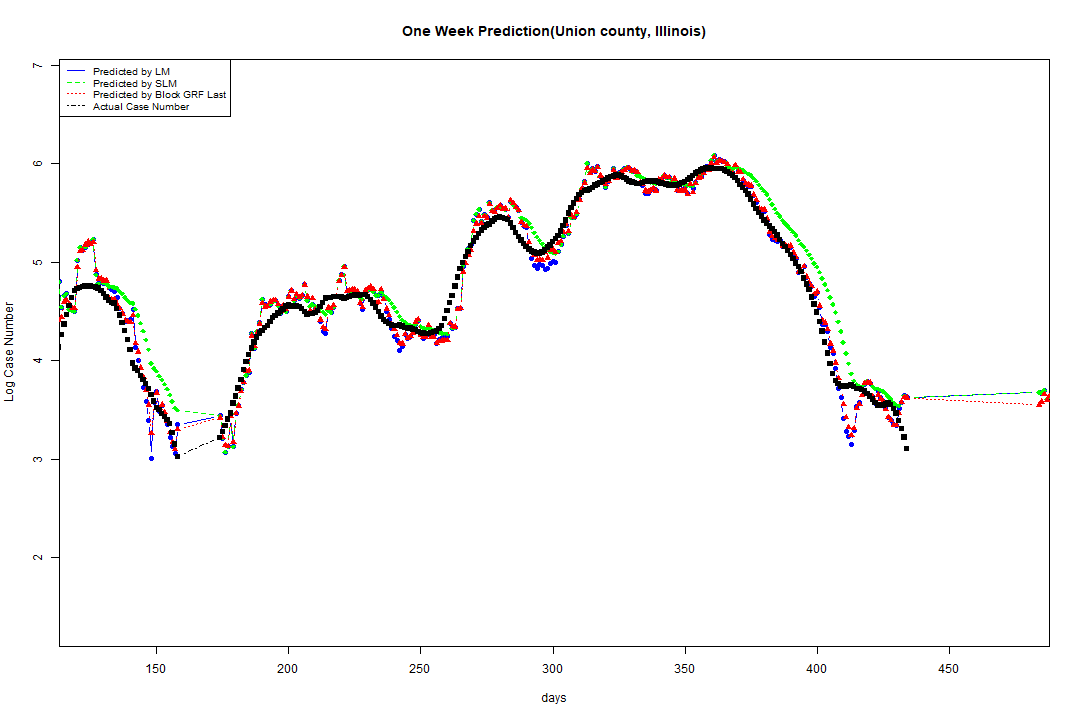 One Week Prediction(Union county, Illinois)
Predicted by LM
Predicted by SLM
Predicted by Block GRF Last
Actual Case Number
7
6
5
4
3
2
Log Case Number
150 200 250 300 350 400 450
days